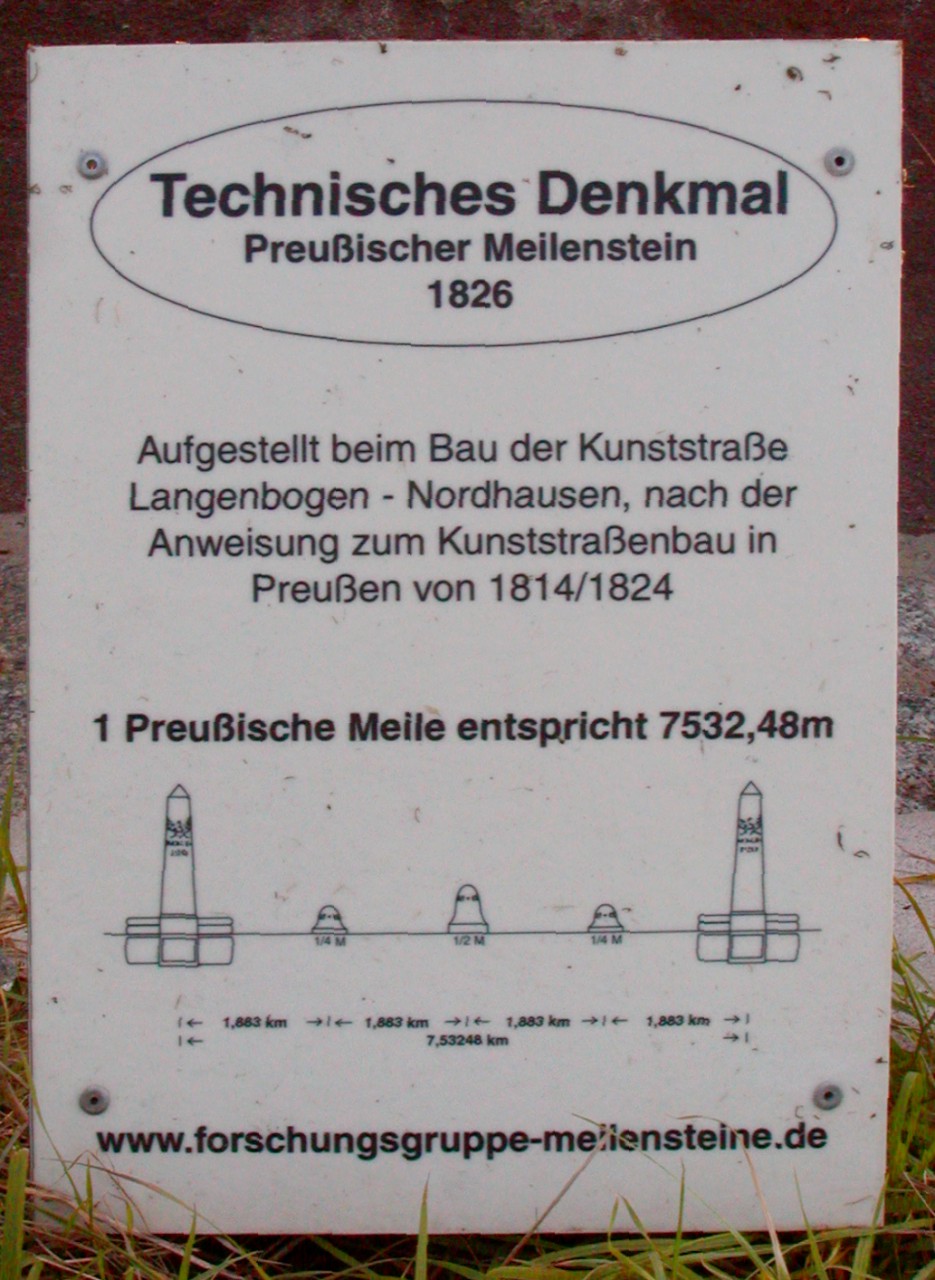 Technisches Denkmal
Preußischer Meilenstein
1826
Aufgestellt beim Bau der Kunststraße
Langenbogen - Nordhausen, nach der
Anweisung zum Kunststraßenbau in
Preußen von 1814/1824
1 Preußische Meile entspricht 7532,48m
1/4 M 1/2 M 1/4 M
1,883 km 1,883 km 1,883 km 1,883 km
7,53248 km
www.forschungsgruppe-meilensteine.de